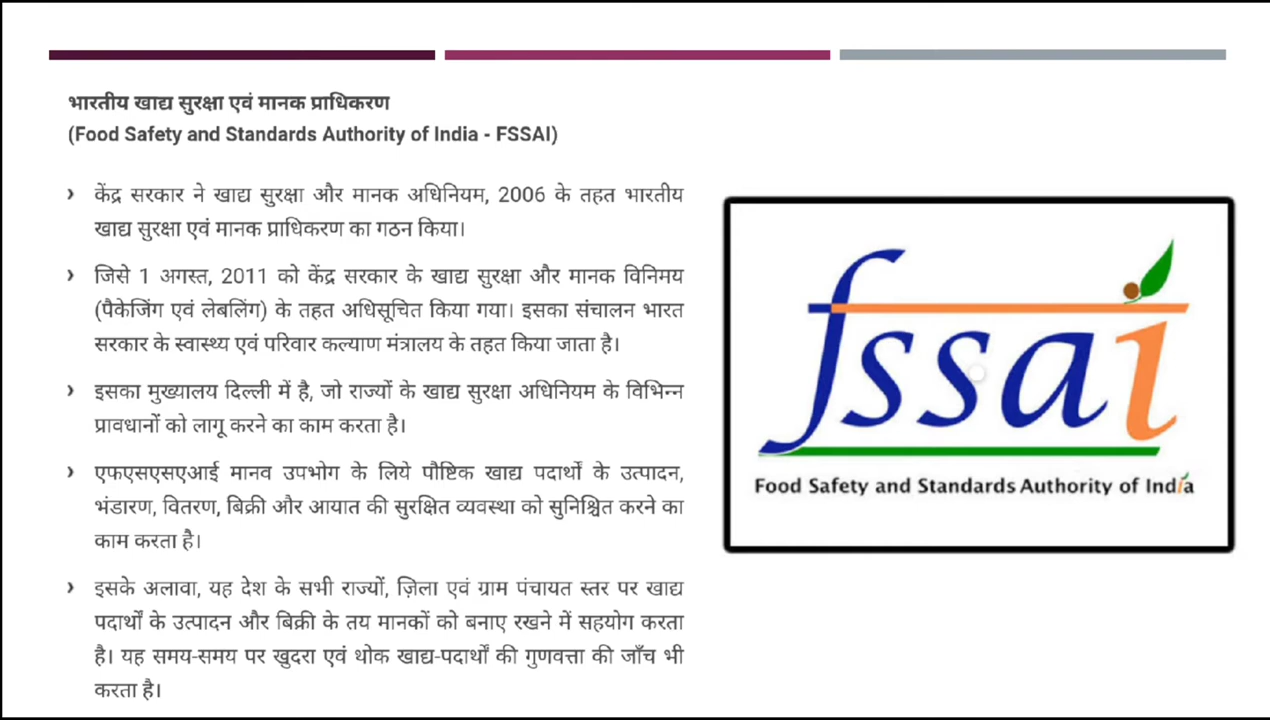 भारतीय खाद्य सुरक्षा एवं मानक प्राधिकरण
(Food Safety and Standards Authority of India - FSSAI)
› केंद्र सरकार ने खाद्य सुरक्षा और मानक अधिनियम, 2006 के तहत भारतीय
खाद्य सुरक्षा एवं मानक प्राधिकरण का गठन किया।
› जिसे 1 अगस्त, 2011 को केंद्र सरकार के खाद्य सुरक्षा और मानक विनिमय
(पैकेजिंग एवं लेबलिंग) के तहत अधिसूचित किया गया। इसका संचालन भारत
सरकार के स्वास्थ्य एवं परिवार कल्याण मंत्रालय के तहत किया जाता है।
› इसका मुख्यालय दिल्ली में है, जो राज्यों के खाद्य सुरक्षा अधिनियम के विभिन्न
प्रावधानों को लागू करने का काम करता है।
› एफएसएसएआई मानव उपभोग के लिये पौष्टिक खाद्य पदार्थों के उत्पादन,
भंडारण, वितरण, बिक्री और आयात की सुरक्षित व्यवस्था को सुनिश्चित करने का
काम करता है।
› इसके अलावा, यह देश के सभी राज्यों, ज़िला एवं ग्राम पंचायत स्तर पर खाद्य
पदार्थों के उत्पादन और बिक्री के तय मानकों को बनाए रखने में सहयोग करता
है। यह समय-समय पर खुदरा एवं थोक खाद्य-पदार्थों की गुणवत्ता की जाँच भी
करता है।
fssai
Food Safety and Standards Authority of India